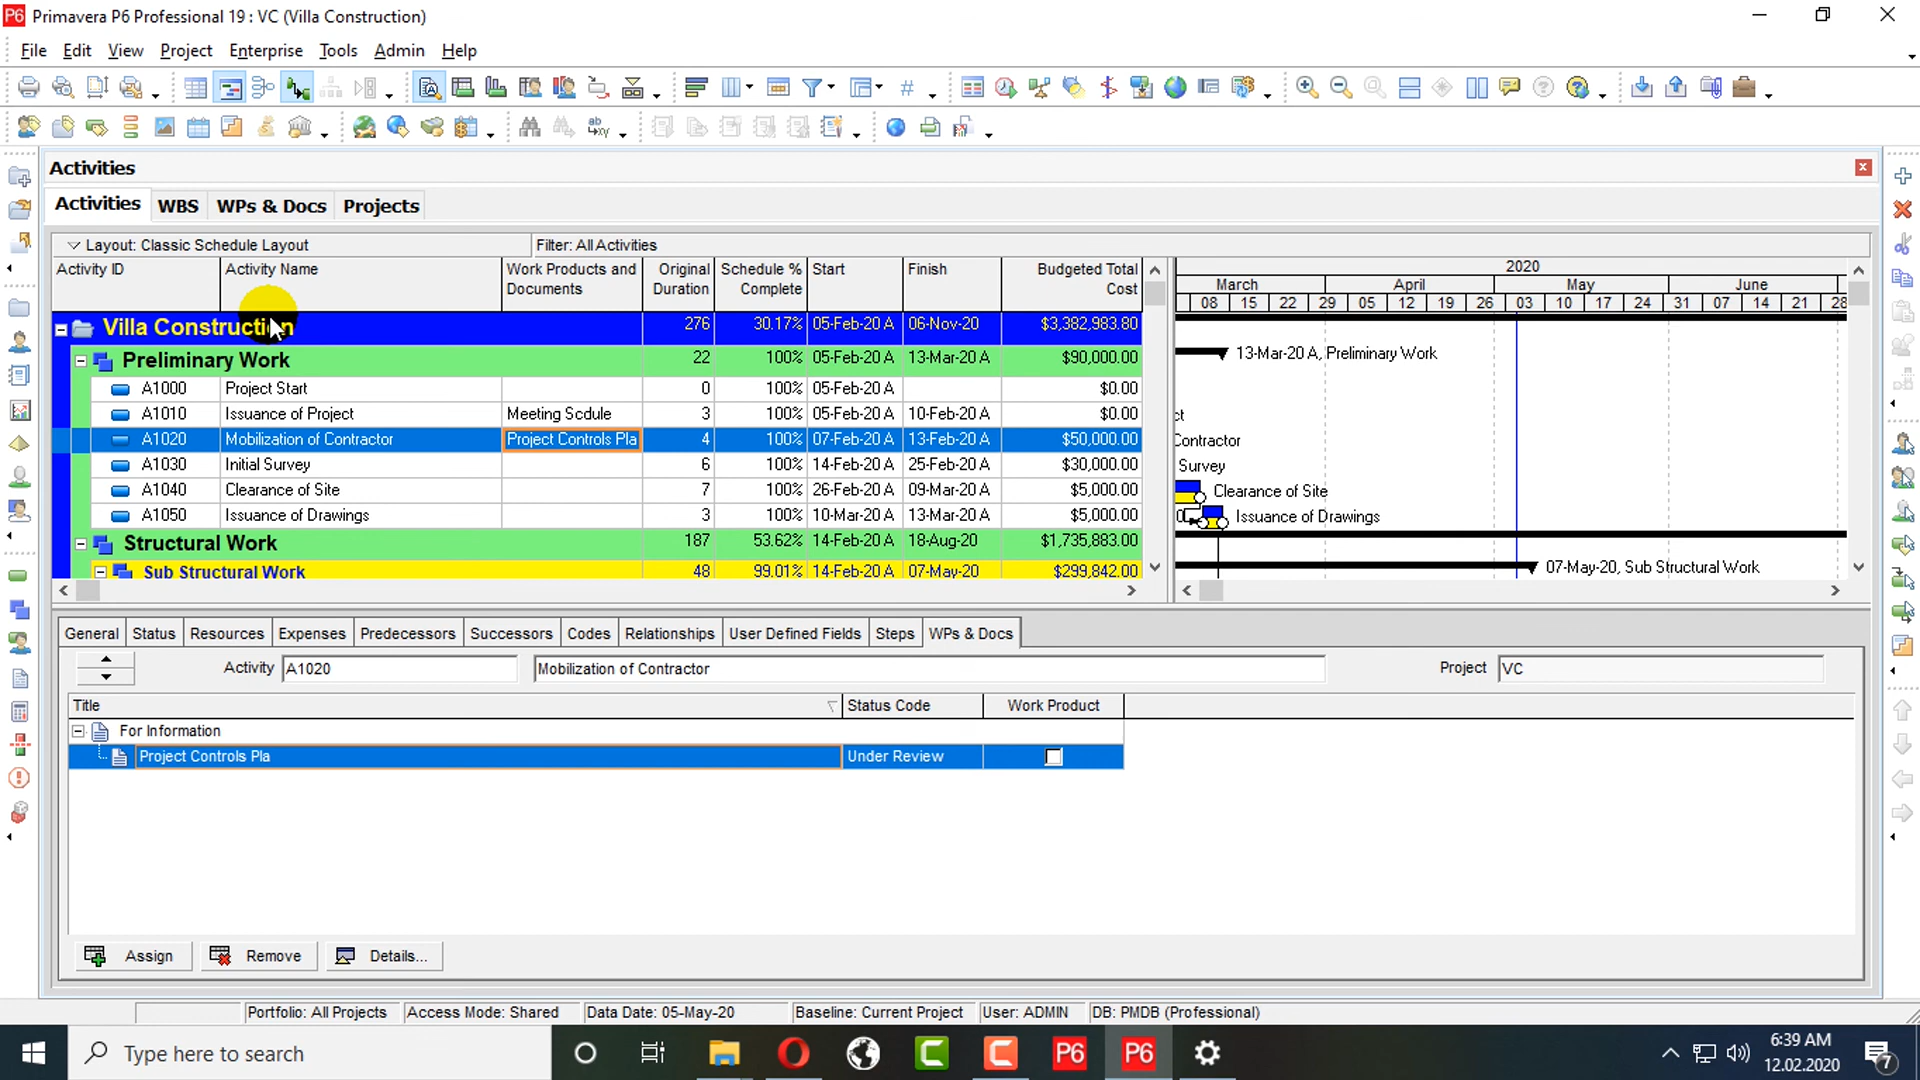 Primavera P6 Professional 19 : VC (Villa Construction)
File Edit View Project Enterprise Tools Admin Help
Activities
Activities WBS WPs & Docs Projects
Layout: Classic Schedule Layout Filter: All Activities
Activity ID Activity Name Work Products and Documents Original Duration Schedule % Complete Start Finish Budgeted Total Cost
2020
March April May June
08 15 22 29 05 12 19 26 03 10 17 24 31 07 14 21 28
Villa Construction 276 30.17% 05-Feb-20 A 06-Nov-20 $3,382,983.80
Preliminary Work 22 100% 05-Feb-20 A 13-Mar-20 A $90,000.00 13-Mar-20 A, Preliminary Work
A1000 Project Start 0 100% 05-Feb-20 A $0.00
A1010 Issuance of Project Meeting Scdule 3 100% 05-Feb-20 A 10-Feb-20 A $0.00 ct
A1020 Mobilization of Contractor Project Controls Pla 4 100% 07-Feb-20 A 13-Feb-20 A $50,000.00 Contractor
A1030 Initial Survey 6 100% 14-Feb-20 A 25-Feb-20 A $30,000.00 Survey
A1040 Clearance of Site 7 100% 26-Feb-20 A 09-Mar-20 A $5,000.00 Clearance of Site
A1050 Issuance of Drawings 3 100% 10-Mar-20 A 13-Mar-20 A $5,000.00 Issuance of Drawings
Structural Work 187 53.62% 14-Feb-20 A 18-Aug-20 $1,735,883.00
Sub Structural Work 48 99.01% 14-Feb-20 A 07-May-20 $299,842.00 07-May-20, Sub Structural Work
General Status Resources Expenses Predecessors Successors Codes Relationships User Defined Fields Steps WPs & Docs
Activity A1020 Mobilization of Contractor Project VC
Title Status Code Work Product
For Information
Project Controls Pla Under Review
Assign Remove Details...
Portfolio: All Projects Access Mode: Shared Data Date: 05-May-20 Baseline: Current Project User: ADMIN DB: PMDB (Professional)
Type here to search
6:39 AM
12.02.2020
7